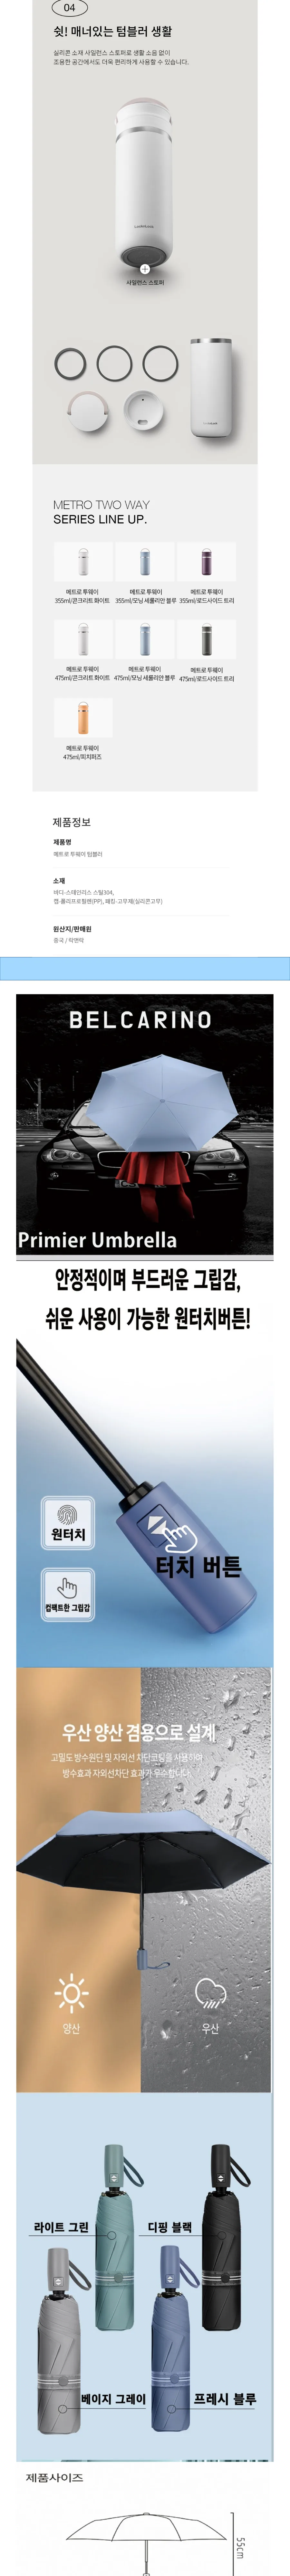 04
쉿! 매너있는 텀블러 생활
실리콘 소재 사일런스 스토퍼로 생활 소음 없이
조용한 공간에서도 더욱 편리하게 사용할 수 있습니다.
사일런스 스토퍼
METRO TWO WAY
SERIES LINE UP.
메트로 투웨이
355ml/콘크리트 화이트
메트로 투웨이
355ml/모닝 세룰리안 블루
메트로 투웨이
355ml/로드사이드 트리
메트로 투웨이
475ml/콘크리트 화이트
메트로 투웨이
475ml/모닝 세룰리안 블루
메트로 투웨이
475ml/로드사이드 트리
메트로 투웨이
475ml/피치퍼즈
제품정보
제품명
메트로 투웨이 텀블러
소재
바디-스테인리스 스틸304,
캡-폴리프로필렌(PP), 패킹-고무제(실리콘고무)
원산지/판매원
중국 / 락앤락
BELCARINO
Primier Umbrella
안정적이며 부드러운 그립감,
쉬운 사용이 가능한 원터치버튼!
원터치
터치 버튼
컴팩트한 그립감
우산 양산 겸용으로 설계
고밀도 방수원단 및 자외선 차단코팅을 사용하여
방수효과 자외선차단 효과가 우수합니다.
양산
우산
라이트 그린
디핑 블랙
베이지 그레이
프레시 블루
제품사이즈
55cm